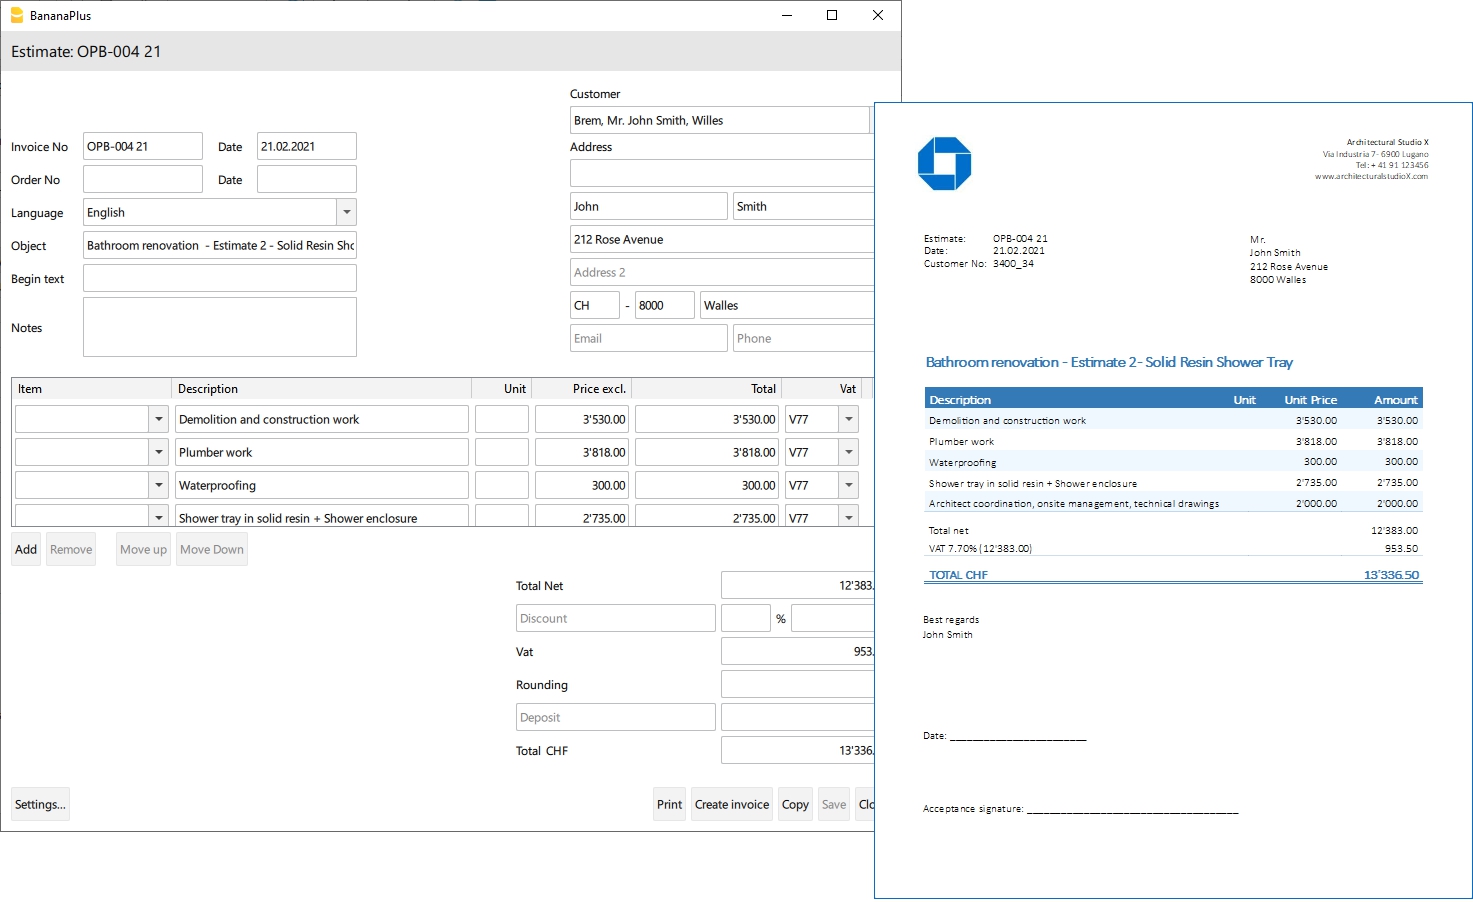 BananaPlus
Estimate: OPB-004 21
Customer
Brem, Mr. John Smith, Willes
Invoice No OPB-004 21 Date 21.02.2021
Address
Order No Date
Language English
John Smith
Object Bathroom renovation - Estimate 2 - Solid Resin Sho
212 Rose Avenue
Begin text
Address 2
Notes
CH - 8000 Walles
Email Phone
Item Description Unit Price excl. Total Vat
Demolition and construction work 3'530.00 3'530.00 V77
Plumber work 3'818.00 3'818.00 V77
Waterproofing 300.00 300.00 V77
Shower tray in solid resin + Shower enclosure 2'735.00 2'735.00 V77
Add Remove Move up Move Down
Total Net 12'383.
Discount %
Vat 953.
Rounding
Deposit
Total CHF 13'336.
Settings... Print Create invoice Copy Save Clo
Architectural Studio X
Via Industria 7- 6900 Lugano
Tel: + 41 91 123456
www.architecturalstudioX.com
Estimate: OPB-004 21
Date: 21.02.2021
Customer No: 3400_34
Mr.
John Smith
212 Rose Avenue
8000 Walles
Bathroom renovation - Estimate 2- Solid Resin Shower Tray
Description Unit Unit Price Amount
Demolition and construction work 3'530.00 3'530.00
Plumber work 3'818.00 3'818.00
Waterproofing 300.00 300.00
Shower tray in solid resin + Shower enclosure 2'735.00 2'735.00
Architect coordination, onsite management, technical drawings 2'000.00 2'000.00
Total net 12'383.00
VAT 7.70% (12'383.00) 953.50
TOTAL CHF 13'336.50
Best regards
John Smith
Date:
Acceptance signature: